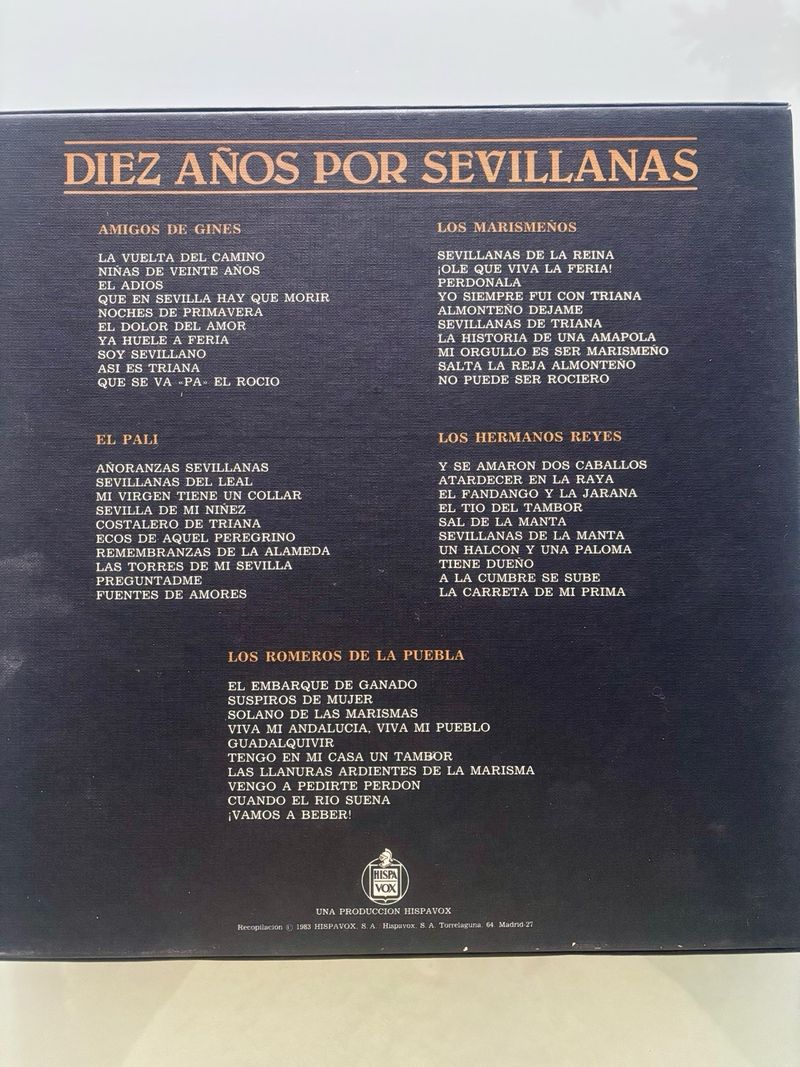 DIEZ AÑOS POR SEVILLANAS
AMIGOS DE GINES
LA VUELTA DEL CAMINO
NIÑAS DE VEINTE AÑOS
EL ADIOS
QUE EN SEVILLA HAY QUE MORIR
NOCHES DE PRIMAVERA
EL DOLOR DEL AMOR
YA HUELE A FERIA
SOY SEVILLANO
ASI ES TRIANA
QUE SE VA «PA» EL ROCIO
LOS MARISMEÑOS
SEVILLANAS DE LA REINA
¡OLE QUE VIVA LA FERIA!
PERDONALA
YO SIEMPRE FUI CON TRIANA
ALMONTEÑO DEJAME
SEVILLANAS DE TRIANA
LA HISTORIA DE UNA AMAPOLA
MI ORGULLO ES SER MARISMEÑO
SALTA LA REJA ALMONTEÑO
NO PUEDE SER ROCIERO
EL PALI
AÑORANZAS SEVILLANAS
SEVILLANAS DEL LEAL
MI VIRGEN TIENE UN COLLAR
SEVILLA DE MI NIÑEZ
COSTALERO DE TRIANA
ECOS DE AQUEL PEREGRINO
REMEMBRANZAS DE LA ALAMEDA
LAS TORRES DE MI SEVILLA
PREGUNTADME
FUENTES DE AMORES
LOS HERMANOS REYES
Y SE AMARON DOS CABALLOS
ATARDECER EN LA RAYA
EL FANDANGO Y LA JARANA
EL TIO DEL TAMBOR
SAL DE LA MANTA
SEVILLANAS DE LA MANTA
UN HALCON Y UNA PALOMA
TIENE DUEÑO
A LA CUMBRE SE SUBE
LA CARRETA DE MI PRIMA
LOS ROMEROS DE LA PUEBLA
EL EMBARQUE DE GANADO
SUSPIROS DE MUJER
SOLANO DE LAS MARISMAS
VIVA MI ANDALUCIA, VIVA MI PUEBLO
GUADALQUIVIR
TENGO EN MI CASA UN TAMBOR
LAS LLANURAS ARDIENTES DE LA MARISMA
VENGO A PEDIRTE PERDON
CUANDO EL RIO SUENA
¡VAMOS A BEBER!
HISPA
VOX
UNA PRODUCCION HISPAVOX
Recopilación © 1983 HISPAVOX, S. A. Hispavox, S. A. Torrelaguna, 64. Madrid-27